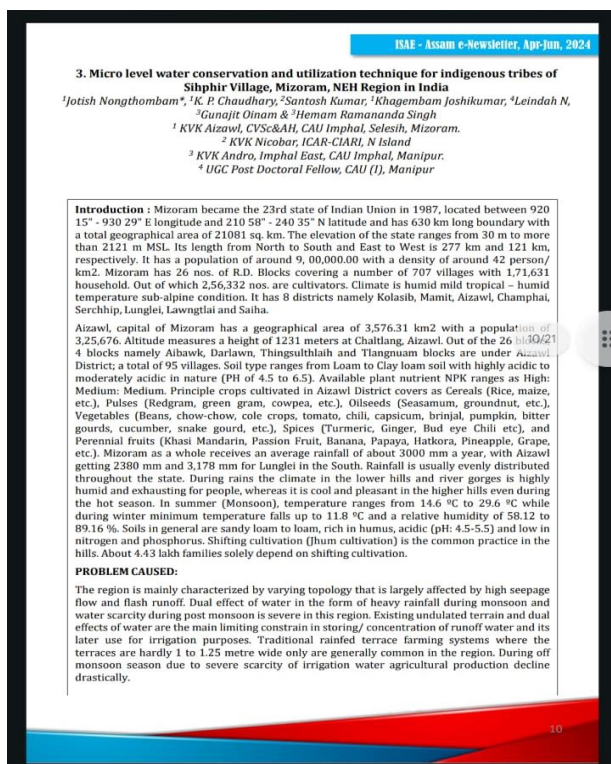 ISAE - Assam e-Newsletter, Apr-Jun, 2024
3. Micro level water conservation and utilization technique for indigenous tribes of
Sihphir Village, Mizoram, NEH Region in India
¹Jotish Nongthombam*, ¹K. P. Chaudhary, ²Santosh Kumar, ¹Khagembam Joshikumar, ⁴Leindah N,
³Gunajit Oinam & ³Hemam Ramananda Singh
¹ KVK Aizawl, CVSc&AH, CAU Imphal, Selesih, Mizoram.
² KVK Nicobar, ICAR-CIARI, N Island
³ KVK Andro, Imphal East, CAU Imphal, Manipur.
⁴ UGC Post Doctoral Fellow, CAU (I), Manipur
Introduction : Mizoram became the 23rd state of Indian Union in 1987, located between 920
15" - 930 29" E longitude and 210 58" - 240 35" N latitude and has 630 km long boundary with
a total geographical area of 21081 sq. km. The elevation of the state ranges from 30 m to more
than 2121 m MSL. Its length from North to South and East to West is 277 km and 121 km,
respectively. It has a population of around 9, 00,000.00 with a density of around 42 person/
km2. Mizoram has 26 nos. of R.D. Blocks covering a number of 707 villages with 1,71,631
household. Out of which 2,56,332 nos. are cultivators. Climate is humid mild tropical – humid
temperature sub-alpine condition. It has 8 districts namely Kolasib, Mamit, Aizawl, Champhai,
Serchhip, Lunglei, Lawngtlai and Saiha.
Aizawl, capital of Mizoram has a geographical area of 3,576.31 km2 with a population of
3,25,676. Altitude measures a height of 1231 meters at Chaltlang, Aizawl. Out of the 26
10/21
4 blocks namely Aibawk, Darlawn, Thingsulthlaih and Tlangnuam blocks are under Aizawl
District; a total of 95 villages. Soil type ranges from Loam to Clay loam soil with highly acidic to
moderately acidic in nature (PH of 4.5 to 6.5). Available plant nutrient NPK ranges as High:
Medium: Medium. Principle crops cultivated in Aizawl District covers as Cereals (Rice, maize,
etc.), Pulses (Redgram, green gram, cowpea, etc.), Oilseeds (Seasamum, groundnut, etc.),
Vegetables (Beans, chow-chow, cole crops, tomato, chili, capsicum, brinjal, pumpkin, bitter
gourds, cucumber, snake gourd, etc.), Spices (Turmeric, Ginger, Bud eye Chili etc), and
Perennial fruits (Khasi Mandarin, Passion Fruit, Banana, Papaya, Hatkora, Pineapple, Grape,
etc.). Mizoram as a whole receives an average rainfall of about 3000 mm a year, with Aizawl
getting 2380 mm and 3,178 mm for Lunglei in the South. Rainfall is usually evenly distributed
throughout the state. During rains the climate in the lower hills and river gorges is highly
humid and exhausting for people, whereas it is cool and pleasant in the higher hills even during
the hot season. In summer (Monsoon), temperature ranges from 14.6 ºC to 29.6 ºC while
during winter minimum temperature falls up to 11.8 ºC and a relative humidity of 58.12 to
89.16 %. Soils in general are sandy loam to loam, rich in humus, acidic (pH: 4.5-5.5) and low in
nitrogen and phosphorus. Shifting cultivation (Jhum cultivation) is the common practice in the
hills. About 4.43 lakh families solely depend on shifting cultivation.
PROBLEM CAUSED:
The region is mainly characterized by varying topology that is largely affected by high seepage
flow and flash runoff. Dual effect of water in the form of heavy rainfall during monsoon and
water scarcity during post monsoon is severe in this region. Existing undulated terrain and dual
effects of water are the main limiting constrain in storing/ concentration of runoff water and its
later use for irrigation purposes. Traditional rainfed terrace farming systems where the
terraces are hardly 1 to 1.25 metre wide only are generally common in the region. During off
monsoon season due to severe scarcity of irrigation water agricultural production decline
drastically.
10